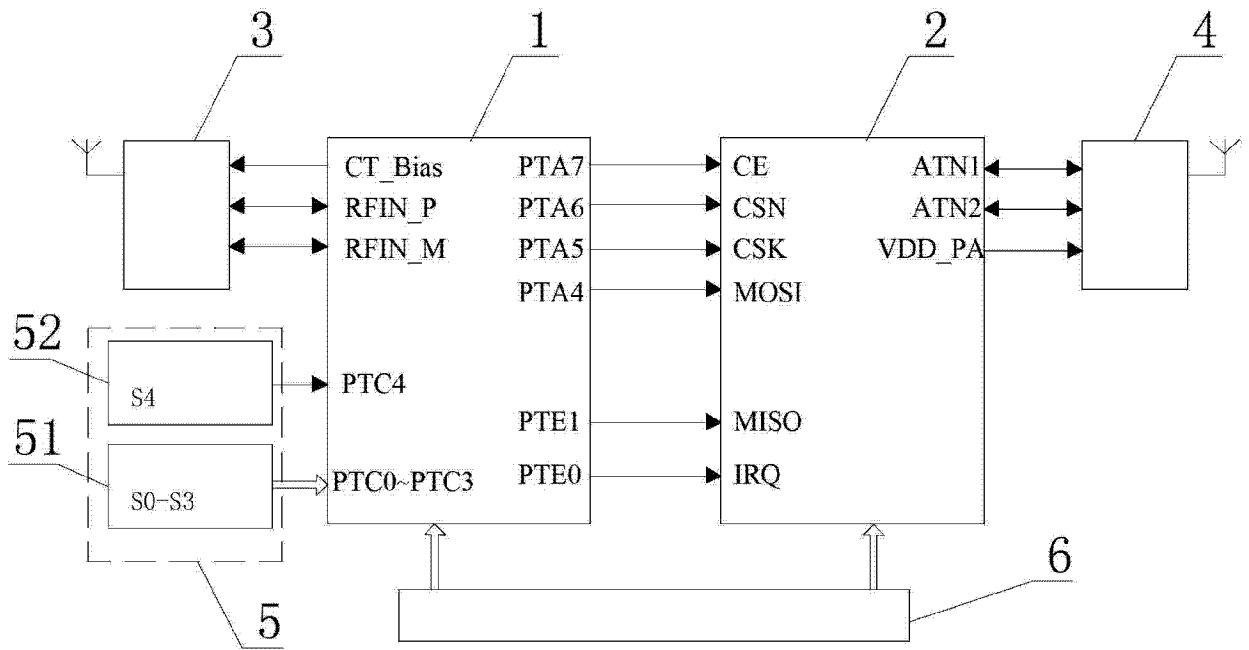 3
1
2
4
CT_Bias
PTA7
CE
ATN1
RFIN_P
PTA6
CSN
ATN2
RFIN_M
PTA5
CSK
VDD_PA
PTA4
MOSI
52
S4
PTC4
51
S0-S3
PTC0~PTC3
PTE1
MISO
PTE0
IRQ
5
6